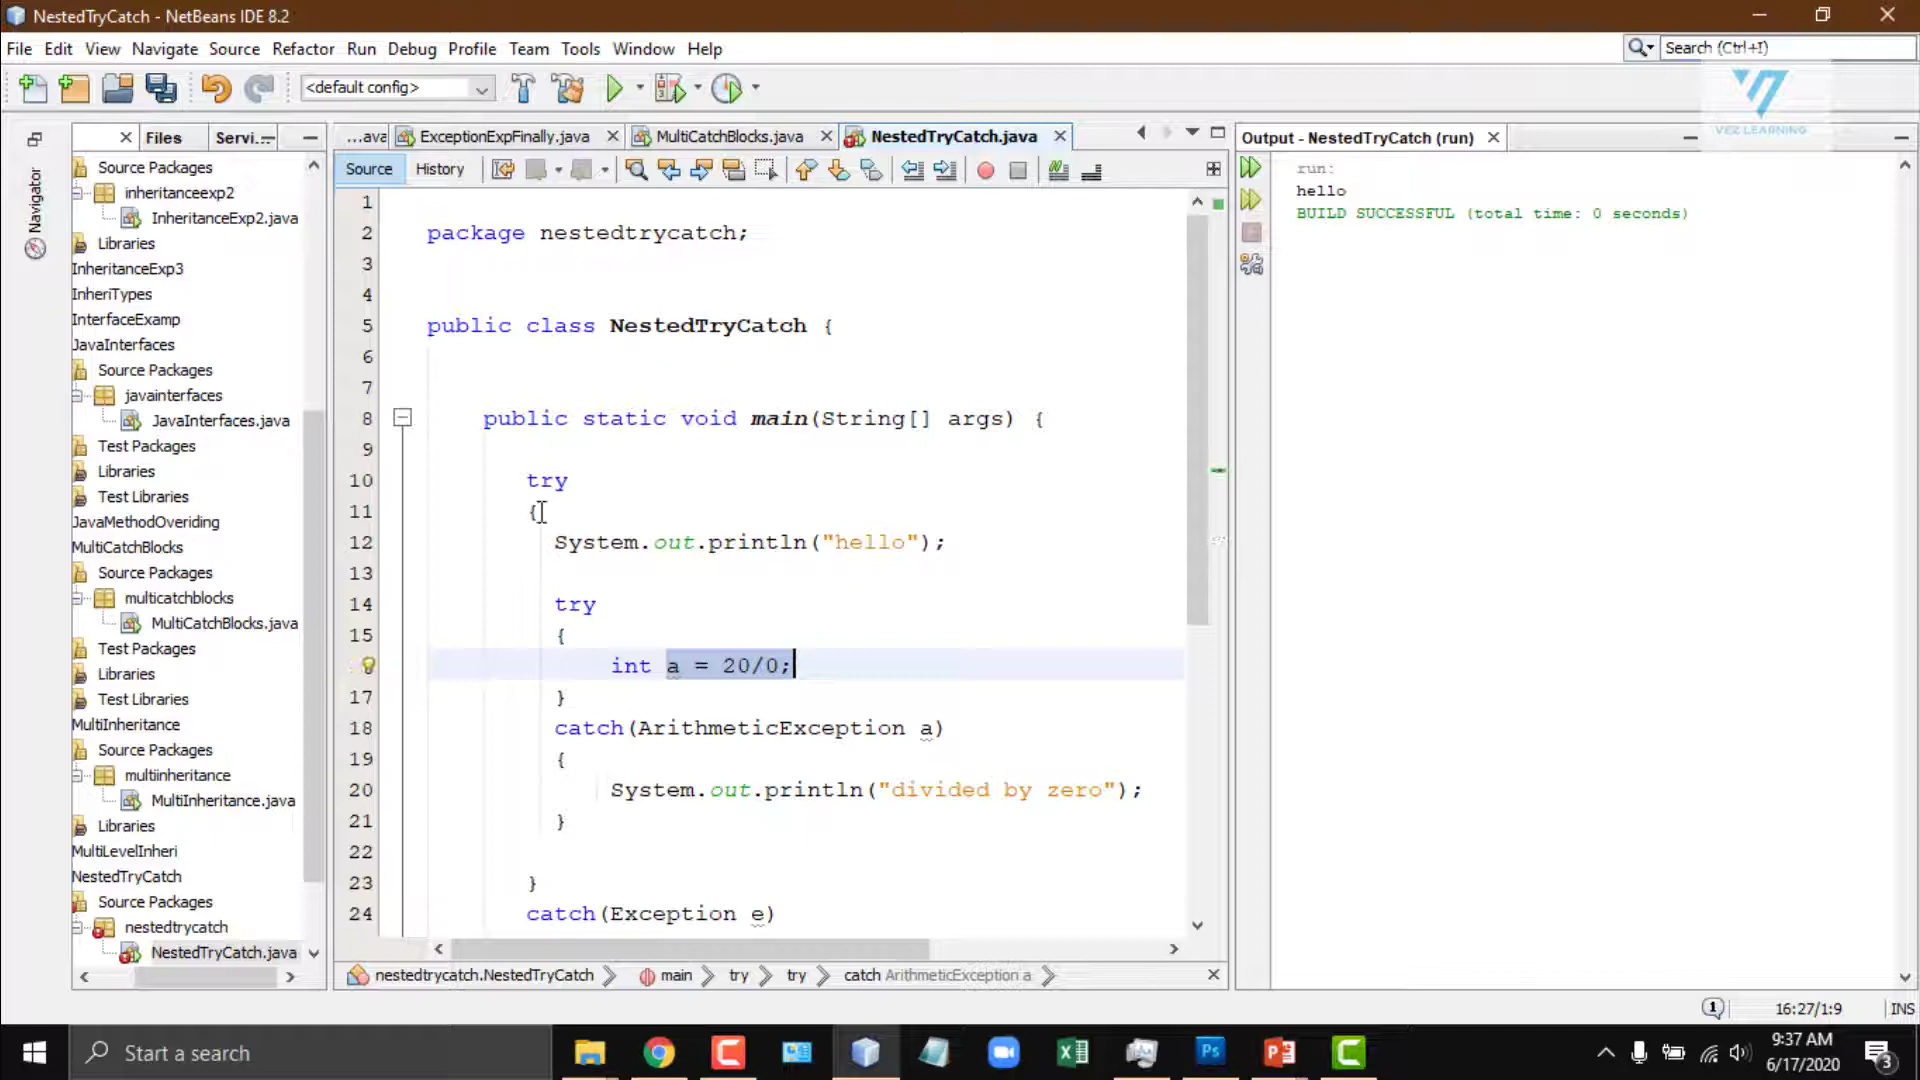 NestedTryCatch - NetBeans IDE 8.2
File Edit View Navigate Source Refactor Run Debug Profile Team Tools Window Help
Search (Ctrl+I)
<default config>
VEZ LEARNING
Files
Servi...
...ava
ExceptionExpFinally.java
MultiCatchBlocks.java
NestedTryCatch.java
Output - NestedTryCatch (run)
Navigator
Source History
Source Packages
inheritanceexp2
InheritanceExp2.java
Libraries
InheritanceExp3
InheriTypes
InterfaceExamp
JavaInterfaces
Source Packages
javainterfaces
JavaInterfaces.java
Test Packages
Libraries
Test Libraries
JavaMethodOveriding
MultiCatchBlocks
Source Packages
multicatchblocks
MultiCatchBlocks.java
Test Packages
Libraries
Test Libraries
MultiInheritance
Source Packages
multiinheritance
MultiInheritance.java
Libraries
MultiLevelInheri
NestedTryCatch
Source Packages
nestedtrycatch
NestedTryCatch.java
1
2 package nestedtrycatch;
3
4
5 public class NestedTryCatch {
6
7
8 public static void main(String[] args) {
9
10 try
11 {
12 System.out.println("hello");
13
14 try
15 {
int a = 20/0;
17 }
18 catch(ArithmeticException a)
19 {
20 System.out.println("divided by zero");
21 }
22
23 }
24 catch(Exception e)
nestedtrycatch.NestedTryCatch main try try catch ArithmeticException a
run:
hello
BUILD SUCCESSFUL (total time: 0 seconds)
1
16:27/1:9 INS
Start a search
9:37 AM
6/17/2020
3